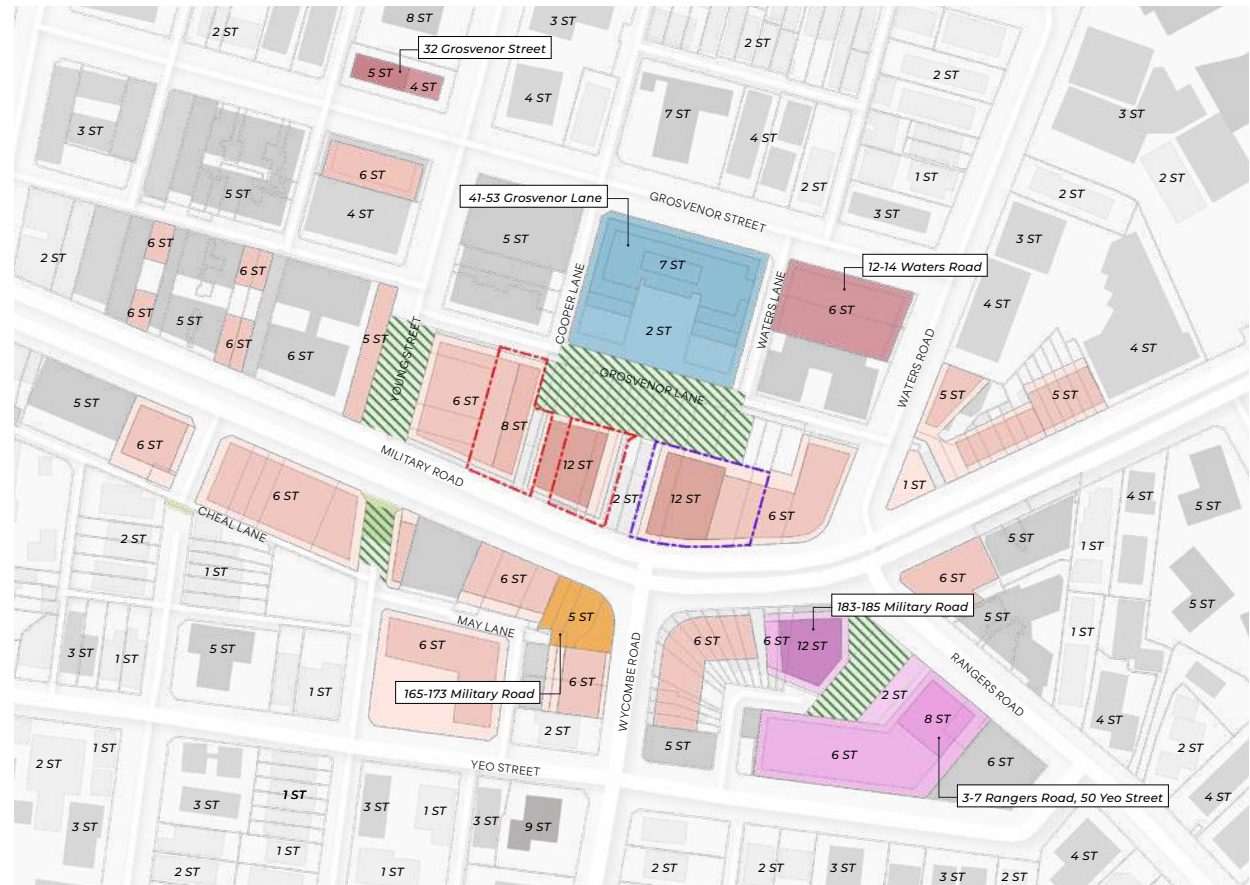 8 ST
3 ST
2 ST
2 ST
32 Grosvenor Street
5 ST
4 ST
2 ST
4 ST
7 ST
3 ST
3 ST
4 ST
6 ST
1 ST
2 ST
5 ST
2 ST
2 ST
41-53 Grosvenor Lane
GROSVENOR STREET
4 ST
3 ST
5 ST
3 ST
6 ST
2 ST
6 ST
7 ST
12-14 Waters Road
4 ST
6 ST
6 ST
5 ST
COOPER LANE
WATERS LANE
2 ST
5 ST
YOUNG STREET
6 ST
6 ST
4 ST
WATERS ROAD
GROSVENOR LANE
5 ST
6 ST
5 ST
5 ST
8 ST
6 ST
MILITARY ROAD
12 ST
1 ST
2 ST
12 ST
6 ST
4 ST
6 ST
5 ST
CHEAL LANE
2 ST
5 ST
1 ST
1 ST
6 ST
6 ST
5 ST
5 ST
183-185 Military Road
5 ST
MAY LANE
6 ST
6 ST
6 ST
12 ST
1 ST
3 ST
1 ST
5 ST
WYCOMBE ROAD
RANGERS ROAD
1 ST
165-173 Military Road
6 ST
2 ST
8 ST
4 ST
2 ST
5 ST
6 ST
6 ST
2 ST
1 ST
2 ST
YEO STREET
1 ST
3-7 Rangers Road, 50 Yeo Street
4 ST
3 ST
3 ST
3 ST
1 ST
3 ST
9 ST
1 ST
2 ST
1 ST
2 ST
2 ST
3 ST
4 ST
3 ST
2 ST